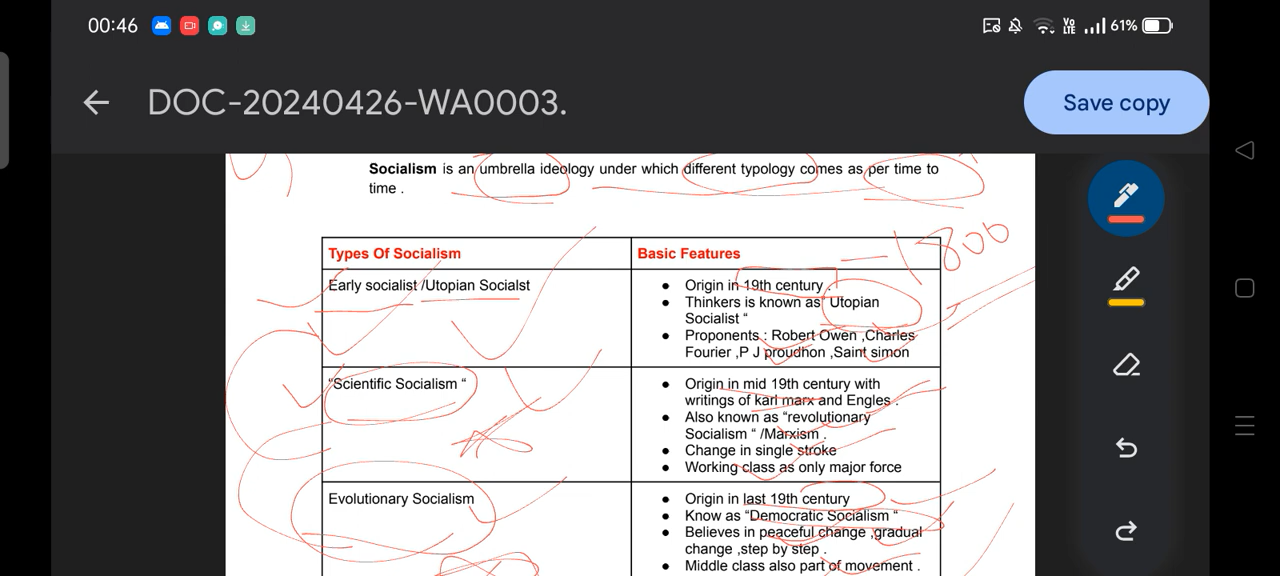 00:46
Vo LTE 61%
DOC-20240426-WA0003.
Save copy
Socialism is an umbrella ideology under which different typology comes as per time to
time .
Types Of Socialism
Basic Features
- 1800
Early socialist /Utopian Socialst
● Origin in 19th century .
● Thinkers is known as “Utopian
Socialist “
● Proponents : Robert Owen ,Charles
Fourier ,P J proudhon ,Saint simon
“Scientific Socialism “
● Origin in mid 19th century with
writings of karl marx and Engles .
● Also known as “revolutionary
Socialism “ /Marxism .
● Change in single stroke
● Working class as only major force
Evolutionary Socialism
● Origin in last 19th century
● Know as “Democratic Socialism “
● Believes in peaceful change ,gradual
change ,step by step .
● Middle class also part of movement .